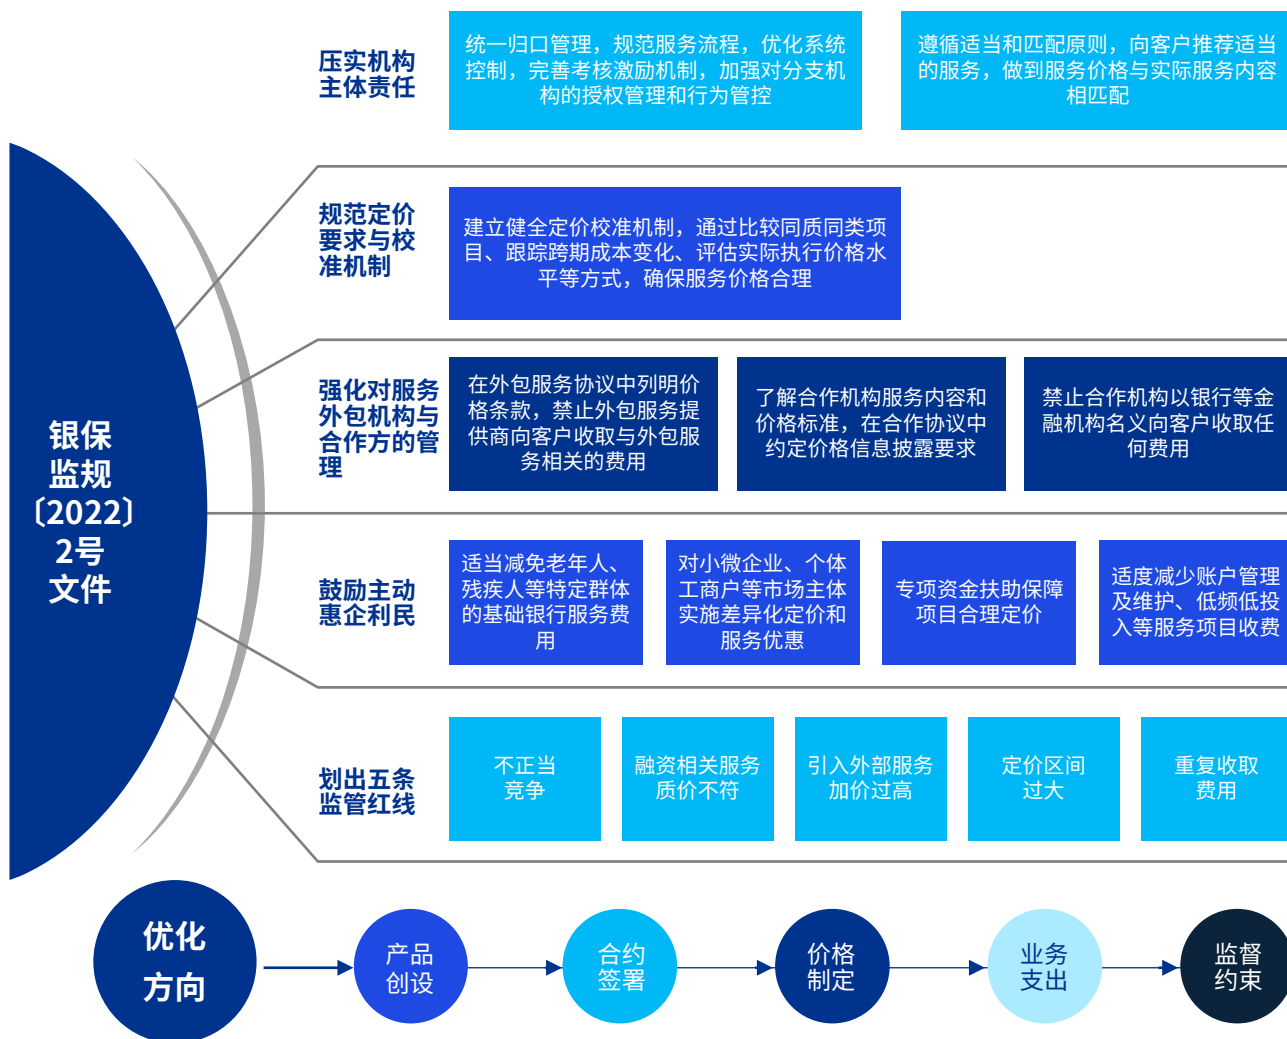 压实机构
主体责任
统一归口管理，规范服务流程，优化系统
控制，完善考核激励机制，加强对分支机
构的授权管理和行为管控
遵循适当和匹配原则，向客户推荐适当
的服务，做到服务价格与实际服务内容
相匹配
规范定价
要求与校
准机制
建立健全定价校准机制，通过比较同质同类项
目、跟踪跨期成本变化、评估实际执行价格水
平等方式，确保服务价格合理
强化对服务
外包机构与
合作方的管
理
在外包服务协议中列明价
格条款，禁止外包服务提
供商向客户收取与外包服
务相关的费用
了解合作机构服务内容和
价格标准，在合作协议中
约定价格信息披露要求
禁止合作机构以银行等金
融机构名义向客户收取任
何费用
银保
监规
〔2022〕
2号
文件
鼓励主动
惠企利民
适当减免老年人、
残疾人等特定群体
的基础银行服务费
用
对小微企业、个体
工商户等市场主体
实施差异化定价和
服务优惠
专项资金扶助保障
项目合理定价
适度减少账户管理
及维护、低频低投
入等服务项目收费
划出五条
监管红线
不正当
竞争
融资相关服务
质价不符
引入外部服务
加价过高
定价区间
过大
重复收取
费用
优化
方向
产品
创设
合约
签署
价格
制定
业务
支出
监督
约束